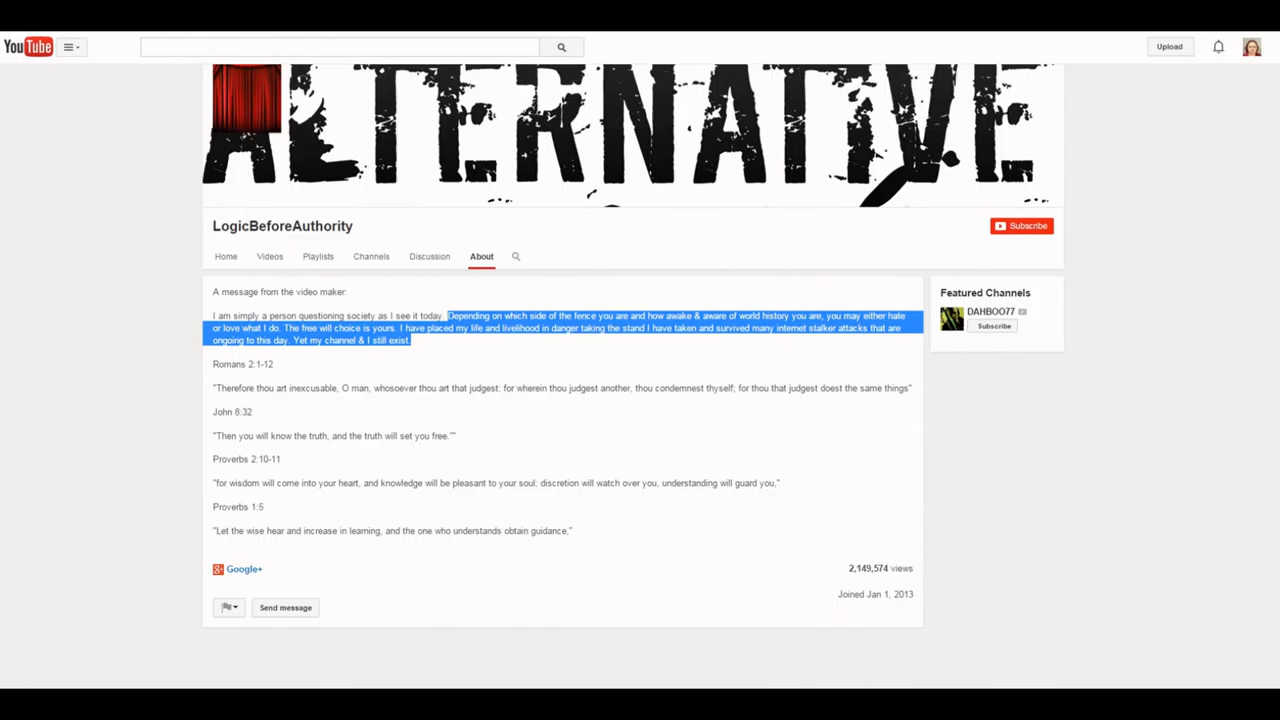 YouTube
Upload
ALTERNATIVE
LogicBeforeAuthority
Subscribe
Home Videos Playlists Channels Discussion About
A message from the video maker:
I am simply a person questioning society as I see it today. Depending on which side of the fence you are and how awake & aware of world history you are, you may either hate
or love what I do. The free will choice is yours. I have placed my life and livelihood in danger taking the stand I have taken and survived many internet stalker attacks that are
ongoing to this day. Yet my channel & I still exist.
Romans 2:1-12
"Therefore thou art inexcusable, O man, whosoever thou art that judgest: for wherein thou judgest another, thou condemnest thyself; for thou that judgest doest the same things"
John 8:32
"Then you will know the truth, and the truth will set you free.""
Proverbs 2:10-11
"for wisdom will come into your heart, and knowledge will be pleasant to your soul; discretion will watch over you, understanding will guard you,"
Proverbs 1:5
"Let the wise hear and increase in learning, and the one who understands obtain guidance,"
Google+
2,149,574 views
Joined Jan 1, 2013
Send message
Featured Channels
DAHBOO77
Subscribe